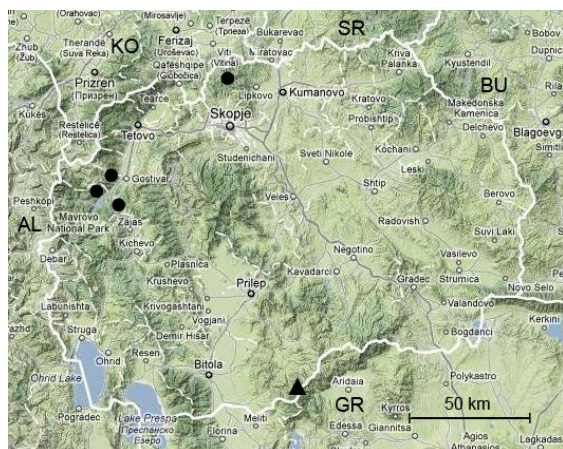 (Orahovac)
(Mirosavlje)
Terpezë
(Трпеза)
Bukarevac
SR
Bobov
Zhub
(Žub)
Therandë
(Suva Reka)
KO
Ferizaj
(Uroševac)
Viti
(Vitina)
Miratovac
Kriva
Palanka
Kyustendil
Dupnica
Qafëshqipe
(Globočica)
Prizren
(Призрен)
Tearce
Lipkovo
Kumanovo
BU
Rila
Kukës
Kratovo
Makedonska
Kamenica
Skopje
Probishtip
Delchevo
Blagoevgr
Restelicë
(Restelica)
Tetovo
Simitli
Studenichani
Sveti Nikole
Kochani
Leski
Gostivar
Peshkopi
Shtip
Berovo
AL
Mavrovo
National Park
Zajas
Veles
Radovish
Suvi Laki
Debar
Kichevo
Negotino
Vasilevo
Plasnica
Kavadarci
Gradec
Strumica
Novo Selo
Krushevo
Prilep
Labunishta
Krivogashtani
Valandovo
Vogjani
Struga
Demir Hisar
Bogdanci
Kerkini
Ohrid
Resen
Bitola
Ohrid Lake
Aridaia
Polykastro
50 km
GR
Pogradec
Lake Prespa
Преспанско
Езеро
Meliti
Florina
Kyrros
Edessa
Giannitsa
Agios
Athanasios
Lagkadas